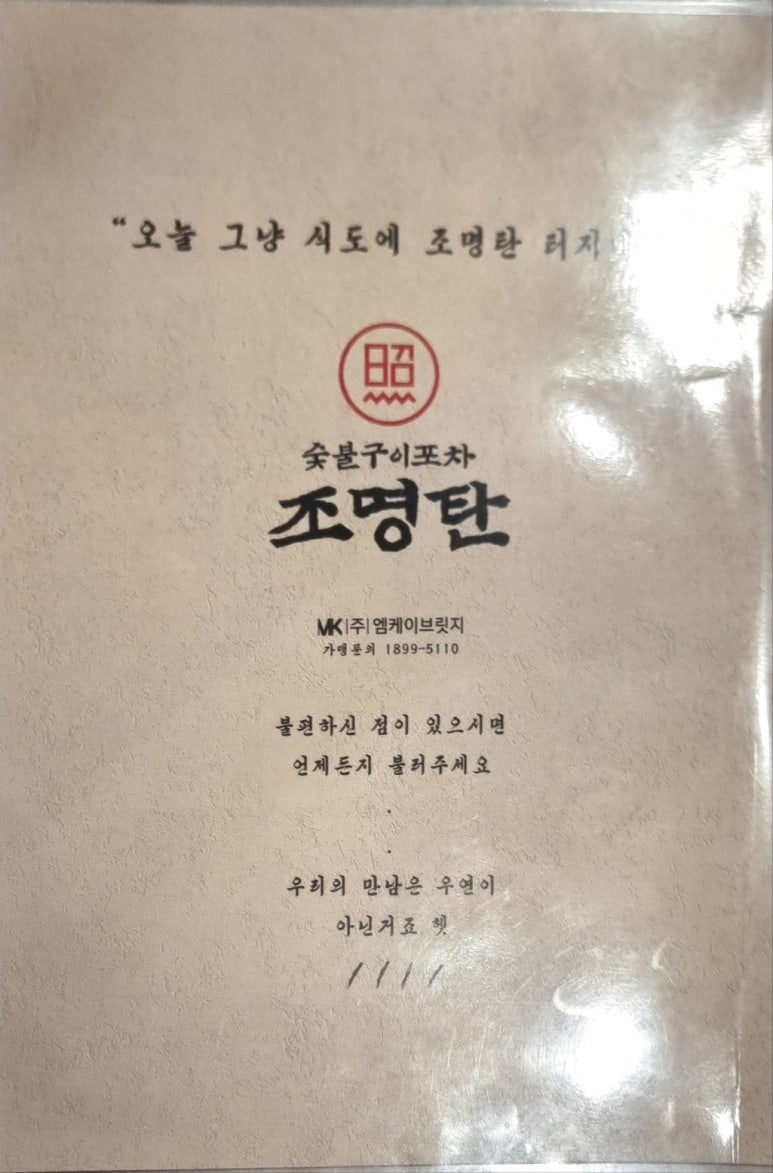 “오늘 그냥 식도에 조명탄
照
숯불구이포차
조명탄
MK|주|엠케이브릿지
가맹문의 1899-5110
불편하신 점이 있으시면
언제든지 불러주세요
.
.
우리의 만남은 우연이
아닌거죠 헷
////